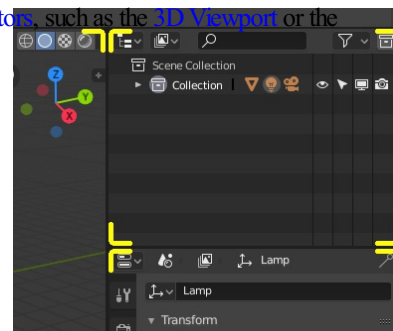 tors, such as the 3D Viewport or the
Scene Collection
Collection
Z
Y
X
Lamp
Lamp
Transform